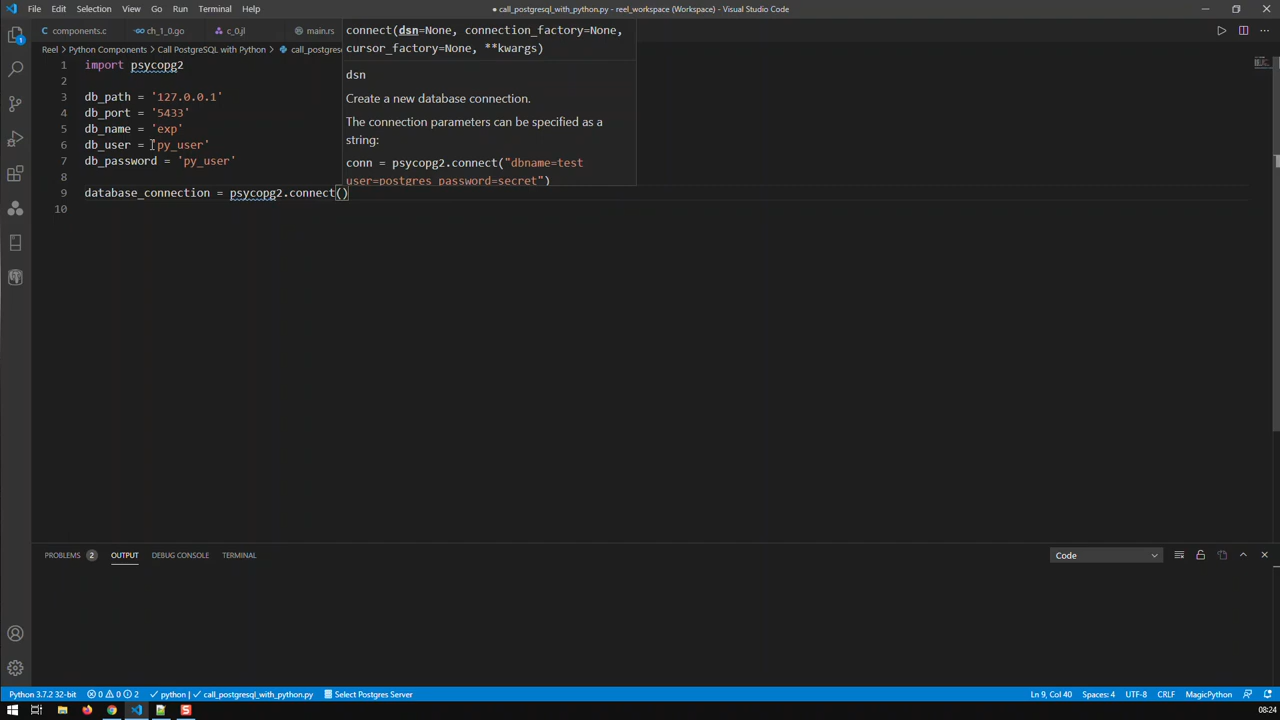 File Edit Selection View Go Run Terminal Help
● call_postgresql_with_python.py - reel_workspace (Workspace) - Visual Studio Code
components.c ch_1_0.go c_0.jl main.rs
Reel > Python Components > Call PostgreSQL with Python > call_postgres
connect(dsn=None, connection_factory=None,
cursor_factory=None, **kwargs)
dsn
Create a new database connection.
The connection parameters can be specified as a
string:
conn = psycopg2.connect("dbname=test
user=postgres password=secret")
1 import psycopg2
2
3 db_path = '127.0.0.1'
4 db_port = '5433'
5 db_name = 'exp'
6 db_user = 'py_user'
7 db_password = 'py_user'
8
9 database_connection = psycopg2.connect()
10
PROBLEMS 2 OUTPUT DEBUG CONSOLE TERMINAL
Code
Python 3.7.2 32-bit 0 0 2 python | call_postgresql_with_python.py Select Postgres Server
Ln 9, Col 40 Spaces: 4 UTF-8 CRLF MagicPython
08:24